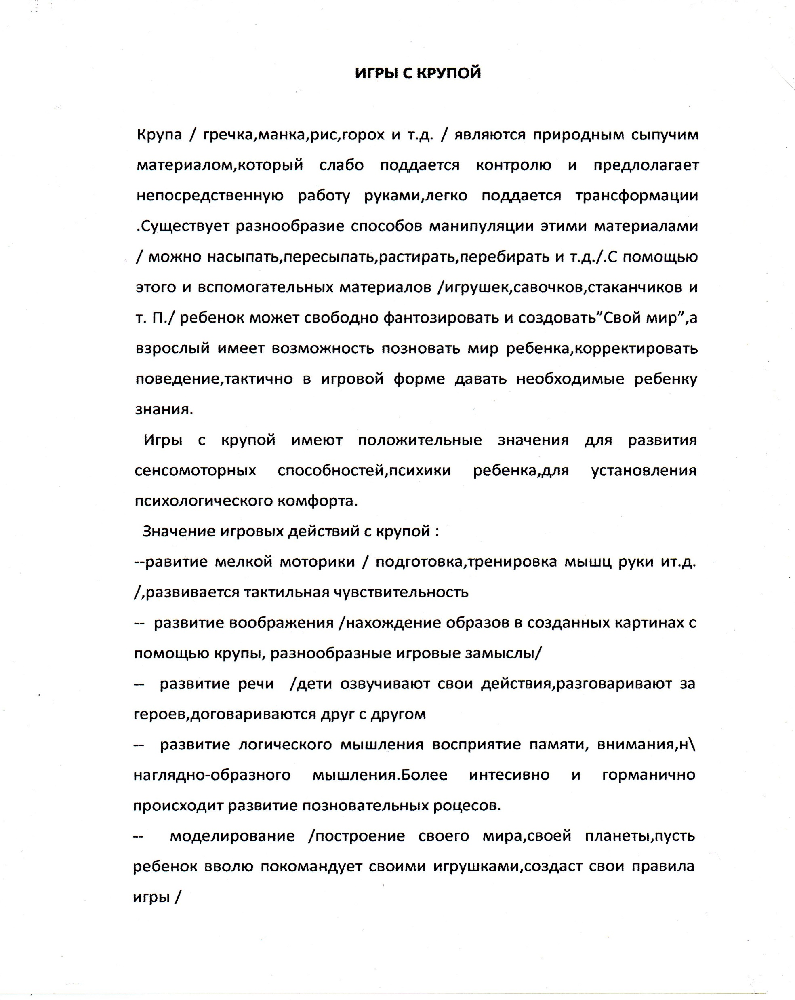 ИГРЫ С КРУПОЙ
Крупа / гречка,манка,рис,горох и т.д. / являются природным сыпучим
материалом,который слабо поддается контролю и предлолагает
непосредственную работу руками,легко поддается трансформации
.Существует разнообразие способов манипуляции этими материалами
/ можно насыпать,пересыпать,растирать,перебирать и т.д./.С помощью
этого и вспомогательных материалов /игрушек,савочков,стаканчиков и
т. П./ ребенок может свободно фантозировать и создовать”Свой мир”,а
взрослый имеет возможность позновать мир ребенка,корректировать
поведение,тактично в игровой форме давать необходимые ребенку
знания.
Игры с крупой имеют положительные значения для развития
сенсомоторных способностей,психики ребенка,для установления
психологического комфорта.
Значение игровых действий с крупой :
--равитие мелкой моторики / подготовка,тренировка мышц руки ит.д.
/,развивается тактильная чувствительность
-- развитие воображения /нахождение образов в созданных картинах с
помощью крупы, разнообразные игровые замыслы/
-- развитие речи /дети озвучивают свои действия,разговаривают за
героев,договариваются друг с другом
-- развитие логического мышления восприятие памяти, внимания,н\
наглядно-образного мышления.Более интесивно и горманично
происходит развитие позновательных роцесов.
-- моделирование /построение своего мира,своей планеты,пусть
ребенок вволю покомандует своими игрушками,создаст свои правила
игры /